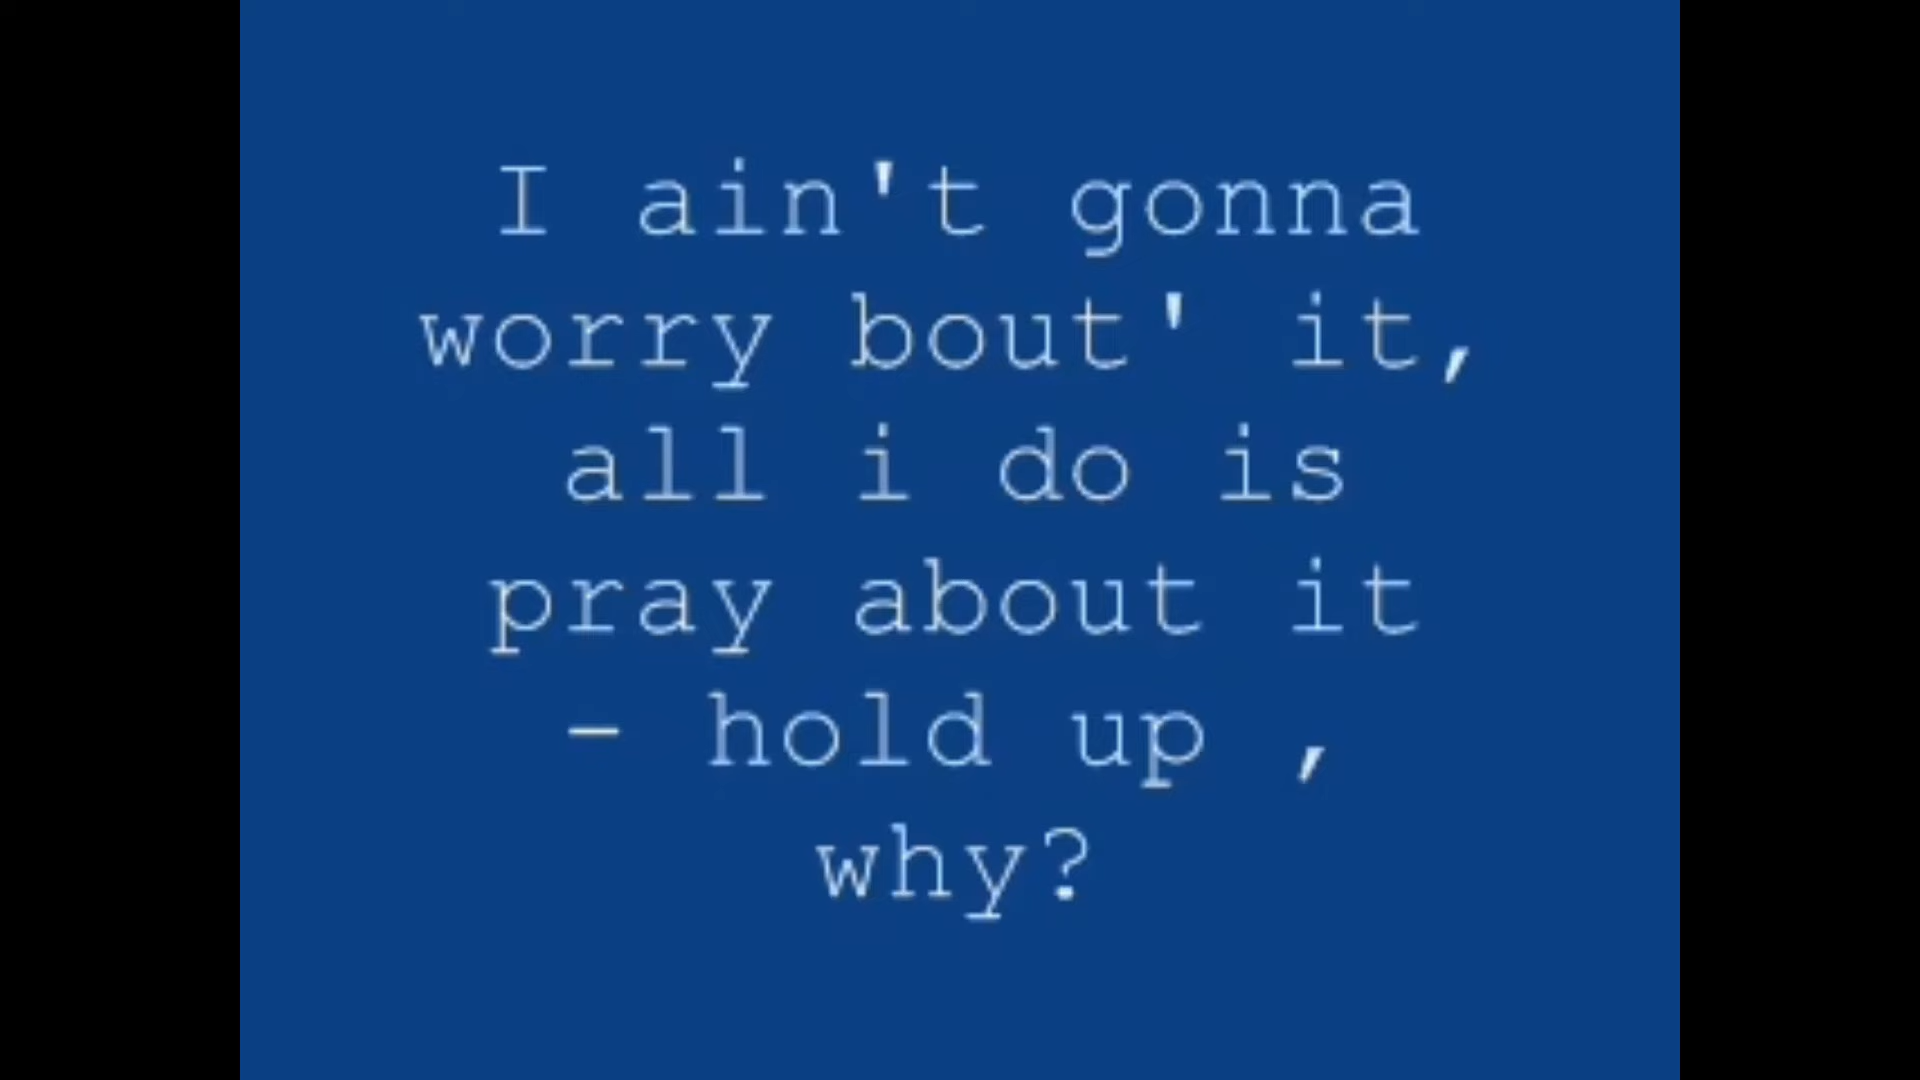 I ain't gonna
worry bout' it,
all i do is
pray about it
- hold up ,
why?